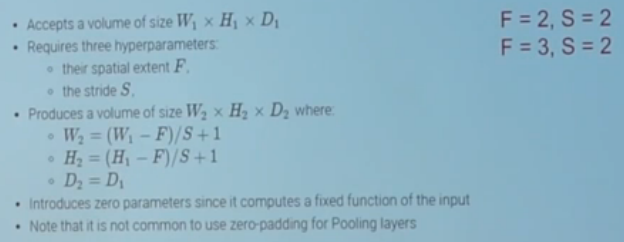 • Accepts a volume of size W₁ × H₁ × D₁
• Requires three hyperparameters:
◦ their spatial extent F,
◦ the stride S,
• Produces a volume of size W₂ × H₂ × D₂ where:
◦ W₂ = (W₁ − F)/S + 1
◦ H₂ = (H₁ − F)/S + 1
◦ D₂ = D₁
• Introduces zero parameters since it computes a fixed function of the input
• Note that it is not common to use zero-padding for Pooling layers
F = 2, S = 2
F = 3, S = 2